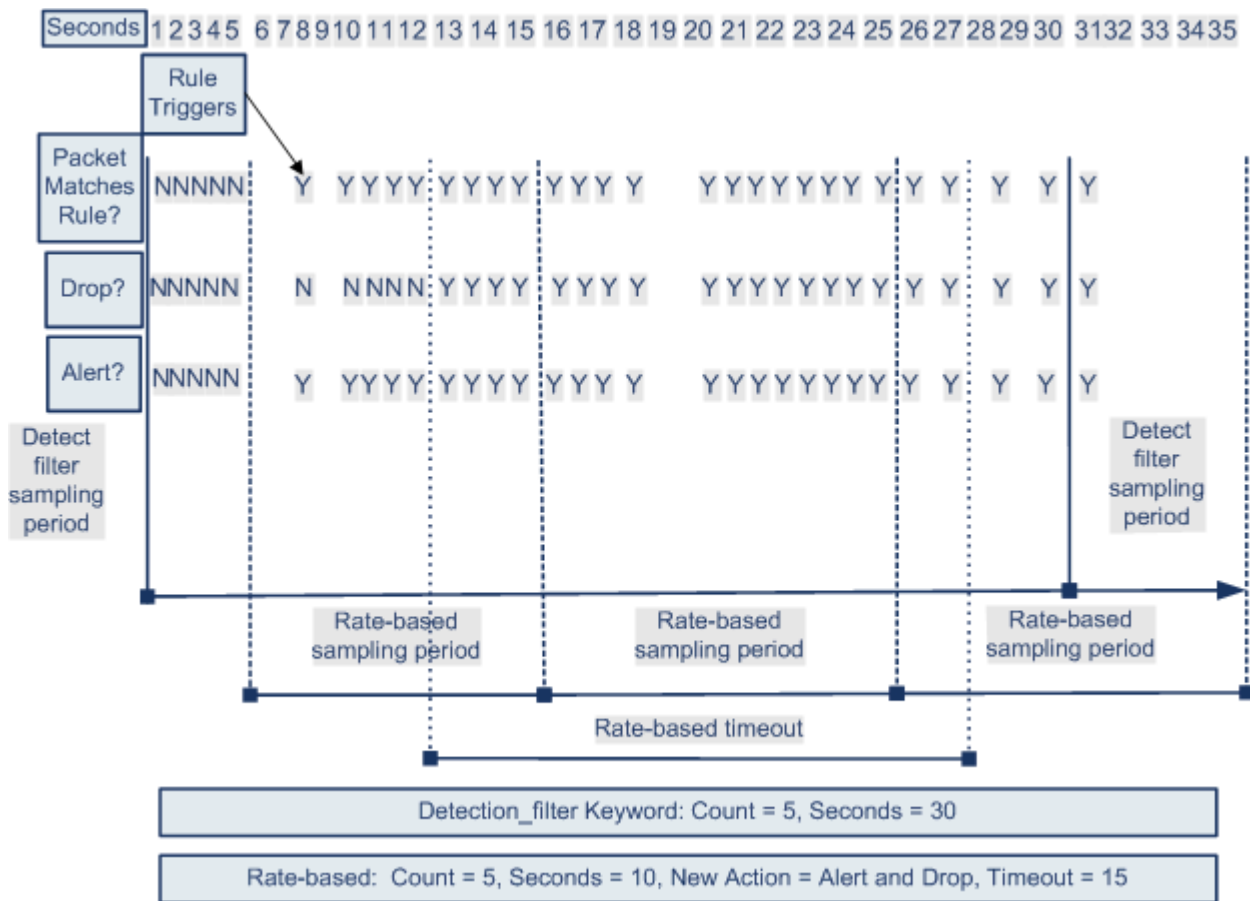 Seconds 1 2 3 4 5 6 7 8 9 10 11 12 13 14 15 16 17 18 19 20 21 22 23 24 25 26 27 28 29 30 31 32 33 34 35
Rule
Triggers
Packet
Matches
Rule?
NNNNN Y Y Y Y Y Y Y Y Y Y Y Y Y Y Y Y Y Y Y Y Y Y Y Y
Drop?
NNNNN N N N N N Y Y Y Y Y Y Y Y Y Y Y Y Y Y Y Y Y Y Y
Alert?
NNNNN Y Y Y Y Y Y Y Y Y Y Y Y Y Y Y Y Y Y Y Y Y Y Y Y
Detect
filter
sampling
period
Detect
filter
sampling
period
Rate-based
sampling period
Rate-based
sampling period
Rate-based
sampling period
Rate-based timeout
Detection_filter Keyword: Count = 5, Seconds = 30
Rate-based: Count = 5, Seconds = 10, New Action = Alert and Drop, Timeout = 15